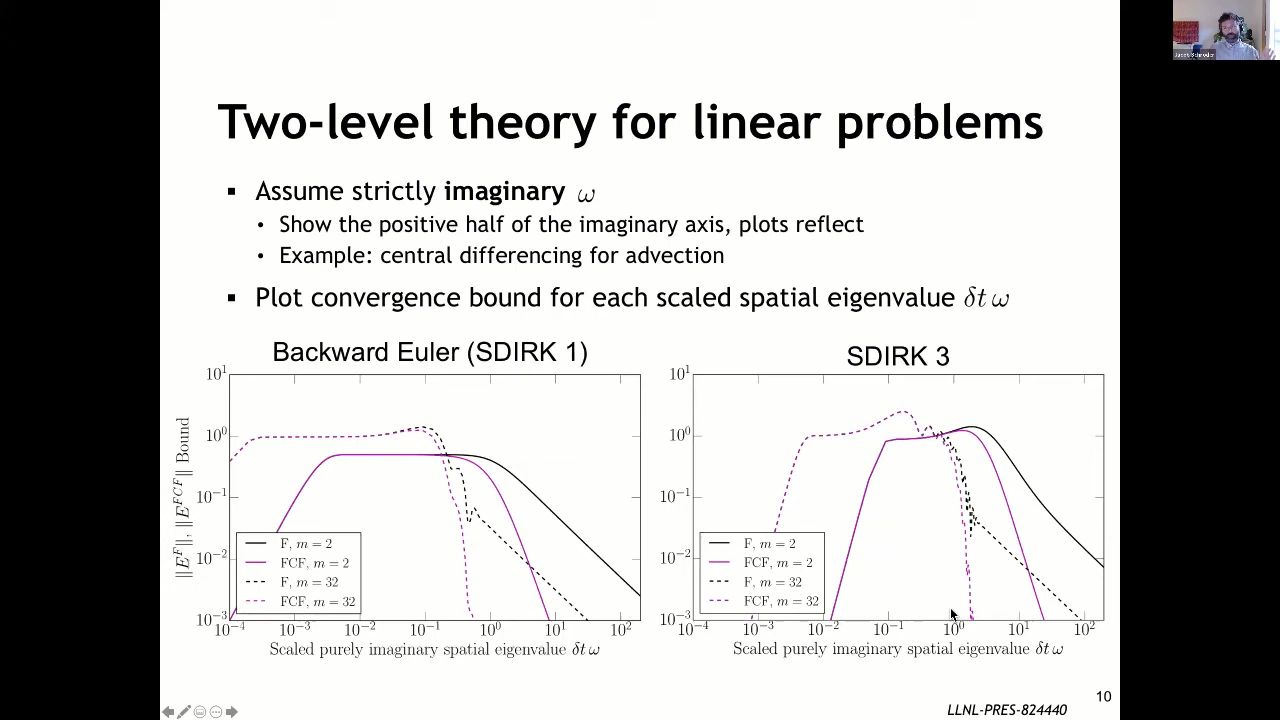 Jacob Schroder
Two-level theory for linear problems
▪ Assume strictly imaginary ω
• Show the positive half of the imaginary axis, plots reflect
• Example: central differencing for advection
▪ Plot convergence bound for each scaled spatial eigenvalue δt ω
Backward Euler (SDIRK 1)
‖E^F‖, ‖E^FCF‖ Bound
10^1
10^0
10^−1
10^−2
10^−3
F, m = 2
FCF, m = 2
F, m = 32
FCF, m = 32
10^−4 10^−3 10^−2 10^−1 10^0 10^1 10^2
Scaled purely imaginary spatial eigenvalue δt ω
SDIRK 3
10^1
10^0
10^−1
10^−2
10^−3
F, m = 2
FCF, m = 2
F, m = 32
FCF, m = 32
10^−4 10^−3 10^−2 10^−1 10^0 10^1 10^2
Scaled purely imaginary spatial eigenvalue δt ω
10
LLNL-PRES-824440